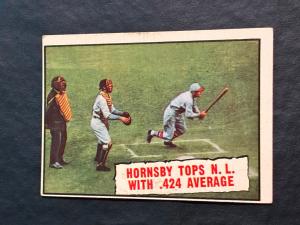 HORNSBY TOPS N.L.
WITH .424 AVERAGE